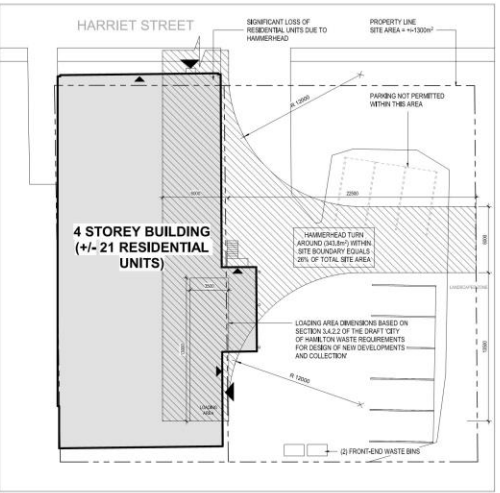 HARRIET STREET
SIGNIFICANT LOSS OF
RESIDENTIAL UNITS DUE TO
HAMMERHEAD
PROPERTY LINE
SITE AREA = +/-1300m²
R 12000
PARKING NOT PERMITTED
WITHIN THIS AREA
4 STOREY BUILDING
(+/- 21 RESIDENTIAL
UNITS)
HAMMERHEAD TURN
AROUND (343.8m²) WITHIN
SITE BOUNDARY EQUALS
26% OF TOTAL SITE AREA
LOADING AREA DIMENSIONS BASED ON
SECTION 3.4.2.2 OF THE DRAFT 'CITY
OF HAMILTON WASTE REQUIREMENTS
FOR DESIGN OF NEW DEVELOPMENTS
AND COLLECTION'
R 12000
LOADING
AREA
(2) FRONT-END WASTE BINS